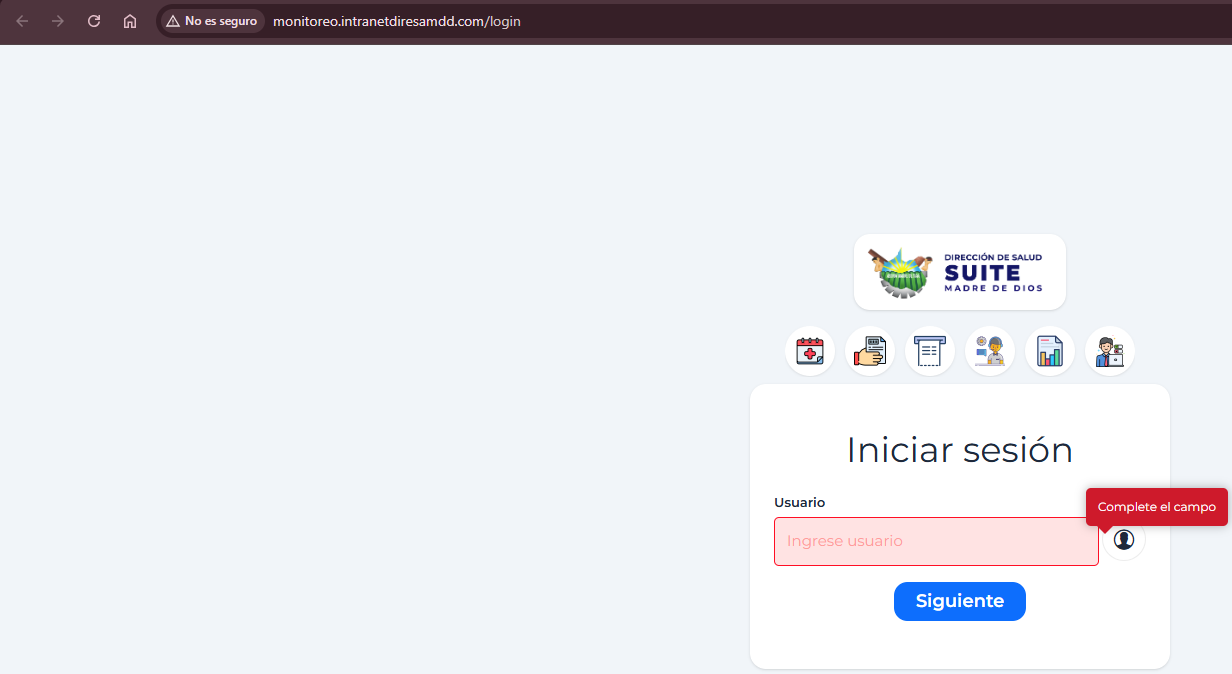 No es seguro
monitoreo.intranetdiresamdd.com/login
DIRECCIÓN DE SALUD
SUITE
MADRE DE DIOS
Iniciar sesión
Usuario
Complete el campo
Ingrese usuario
Siguiente